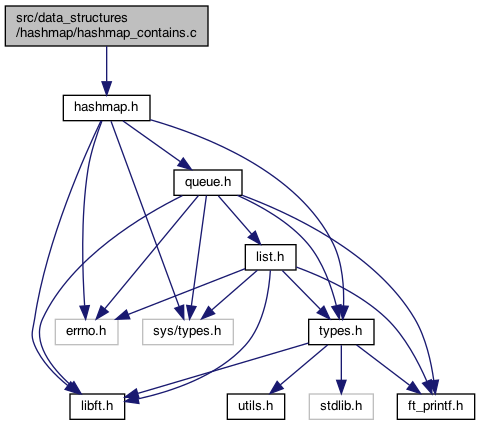 src/data_structures
/hashmap/hashmap_contains.c
hashmap.h
queue.h
list.h
errno.h
sys/types.h
types.h
libft.h
utils.h
stdlib.h
ft_printf.h